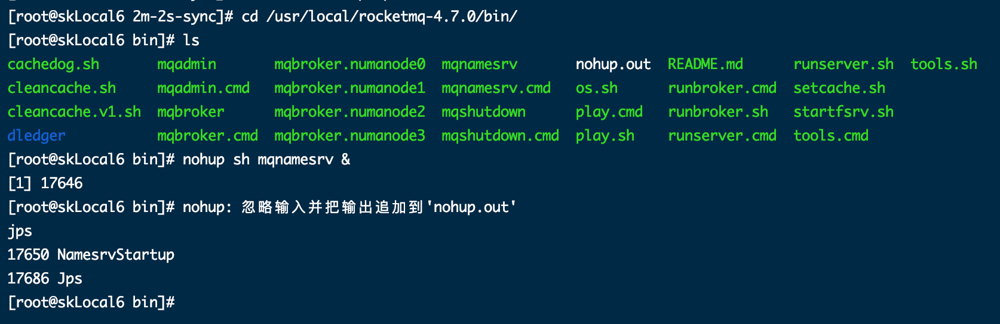 [root@skLocal6 2m-2s-sync]# cd /usr/local/rocketmq-4.7.0/bin/
[root@skLocal6 bin]# ls
cachedog.sh mqadmin mqbroker.numanode0 mqnamesrv nohup.out README.md runserver.sh tools.sh
cleancache.sh mqadmin.cmd mqbroker.numanode1 mqnamesrv.cmd os.sh runbroker.cmd setcache.sh
cleancache.v1.sh mqbroker mqbroker.numanode2 mqshutdown play.cmd runbroker.sh startfsrv.sh
dledger mqbroker.cmd mqbroker.numanode3 mqshutdown.cmd play.sh runserver.cmd tools.cmd
[root@skLocal6 bin]# nohup sh mqnamesrv &
[1] 17646
[root@skLocal6 bin]# nohup: 忽略输入并把输出追加到'nohup.out'
jps
17650 NamesrvStartup
17686 Jps
[root@skLocal6 bin]#